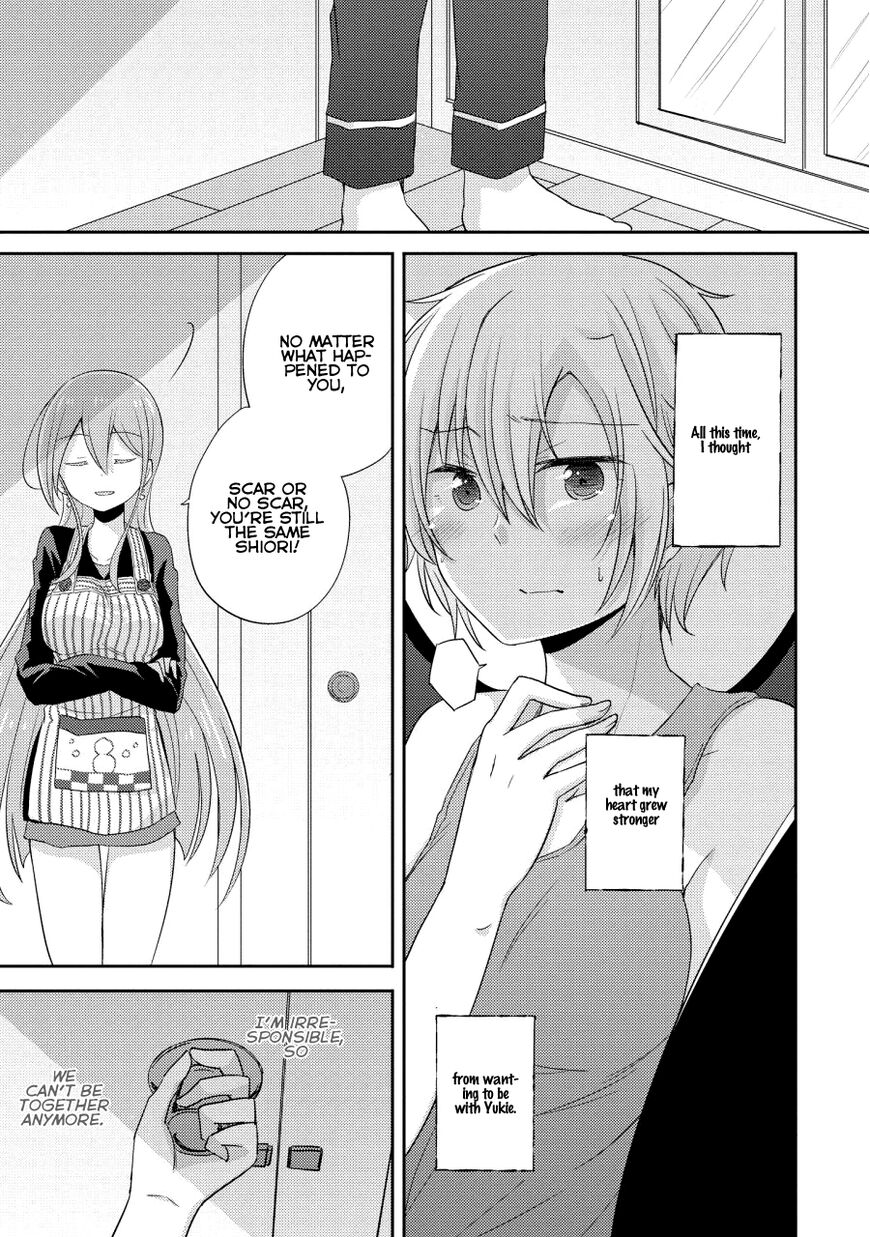 All this time,
I thought
that my
heart grew
stronger
from want-
ing to be
with Yukie.
NO MATTER
WHAT HAP-
PENED TO
YOU,
SCAR OR
NO SCAR,
YOU'RE STILL
THE SAME
SHIORI!
I'M IRRE-
SPONSIBLE,
SO
WE
CAN'T BE
TOGETHER
ANYMORE.